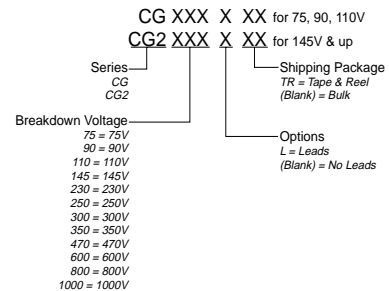 CG XXX X XX for 75, 90, 110V
CG2 XXX X XX for 145V & up
Series
CG
CG2
Shipping Package
TR = Tape & Reel
(Blank) = Bulk
Breakdown Voltage
75 = 75V
90 = 90V
110 = 110V
145 = 145V
230 = 230V
250 = 250V
300 = 300V
350 = 350V
470 = 470V
600 = 600V
800 = 800V
1000 = 1000V
Options
L = Leads
(Blank) = No Leads